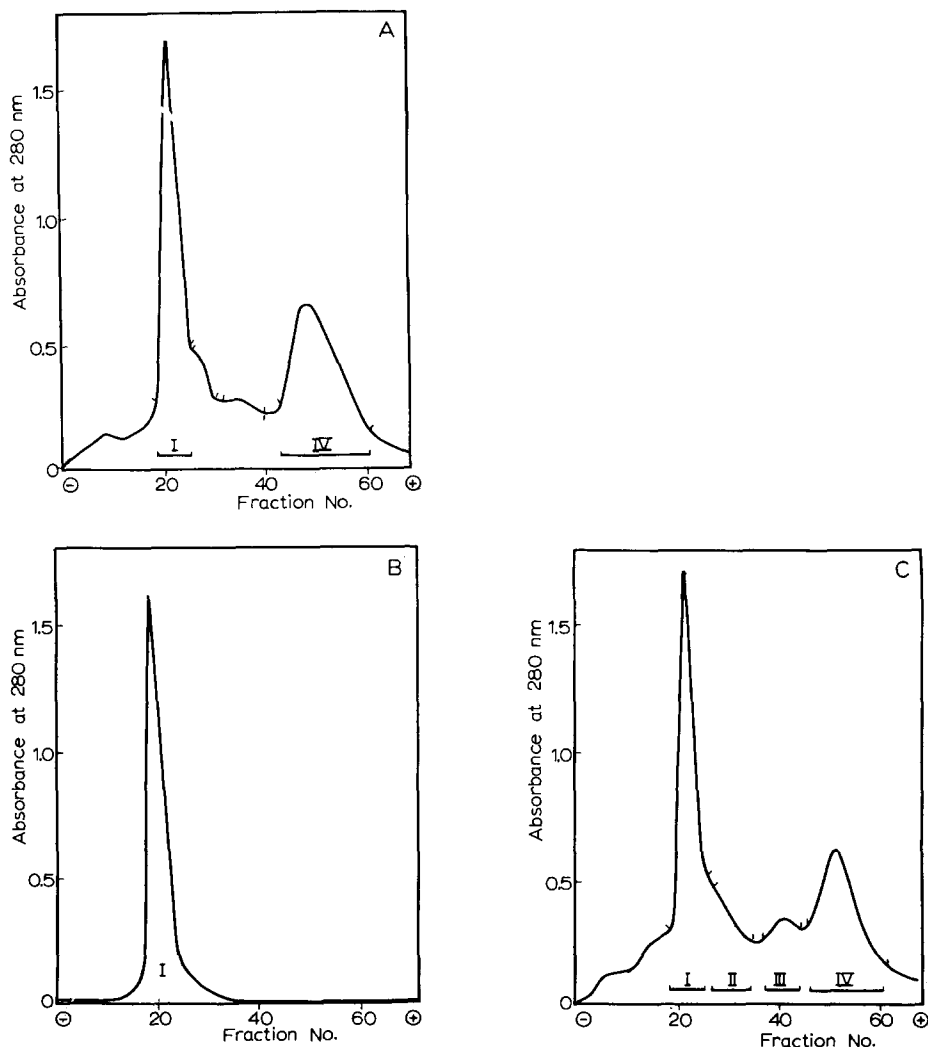 A
Absorbance at 280 nm
1.5
1.0
0.5
0
I
IV
⊖
20
40
60
⊕
Fraction No.
B
Absorbance at 280 nm
1.5
1.0
0.5
0
I
⊖
20
40
60
⊕
Fraction No.
C
Absorbance at 280 nm
1.5
1.0
0.5
0
I
II
III
IV
⊖
20
40
60
⊕
Fraction No.